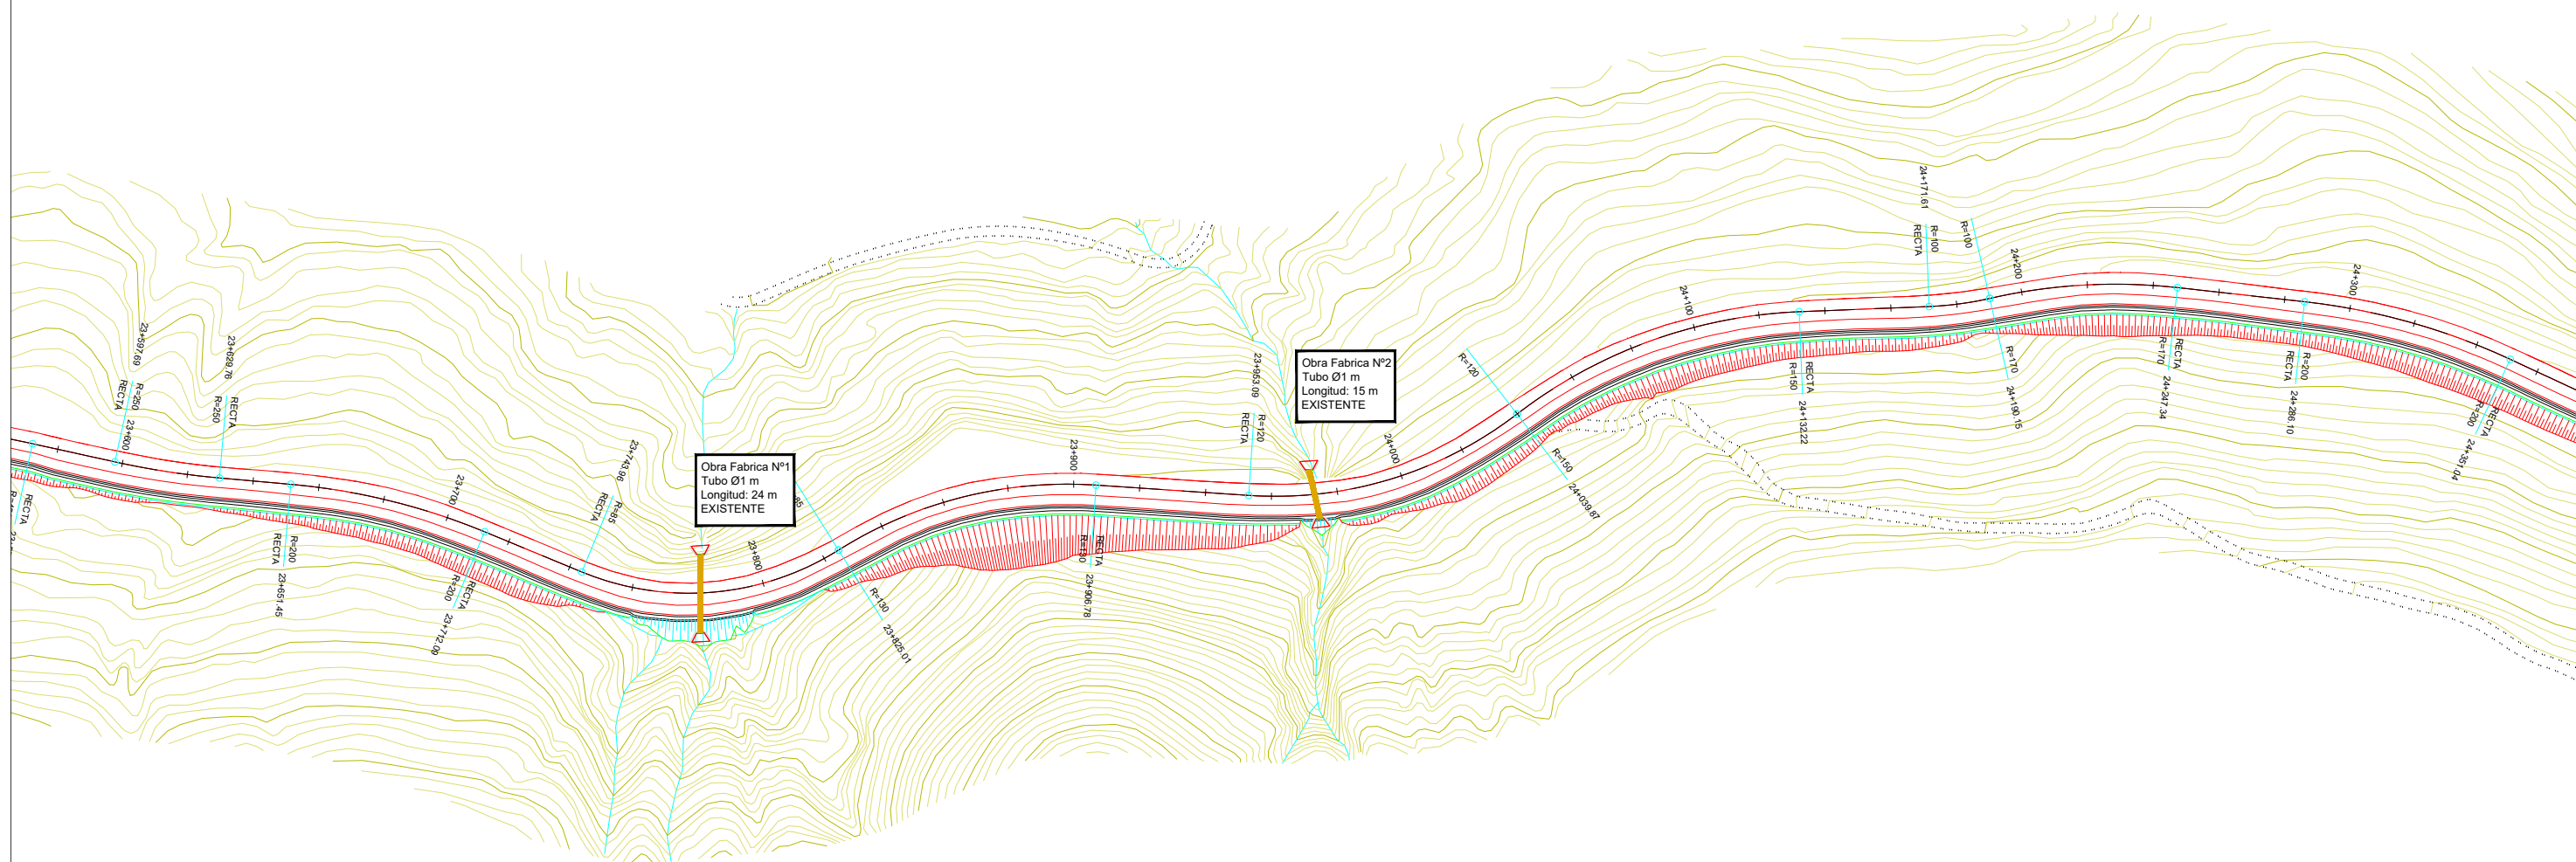 RECTA
23+597.69
R=250
RECTA
23+600
23+629.76
RECTA
R=250
R=200
RECTA
23+651.45
23+700
RECTA
R=200
23+712.09
23+743.96
R=85
RECTA
Obra Fabrica Nº1
Tubo Ø1 m
Longitud: 24 m
EXISTENTE
23+800
R=130
23+825.01
23+900
RECTA
R=130
23+906.78
23+953.09
R=120
RECTA
Obra Fabrica Nº2
Tubo Ø1 m
Longitud: 15 m
EXISTENTE
24+000
R=120
R=150
24+039.87
24+100
RECTA
R=150
24+132.22
24+171.61
R=100
RECTA
R=100
24+200
R=170
24+190.15
RECTA
R=170
24+247.34
R=200
RECTA
24+286.10
24+300
RECTA
R=200
24+351.04